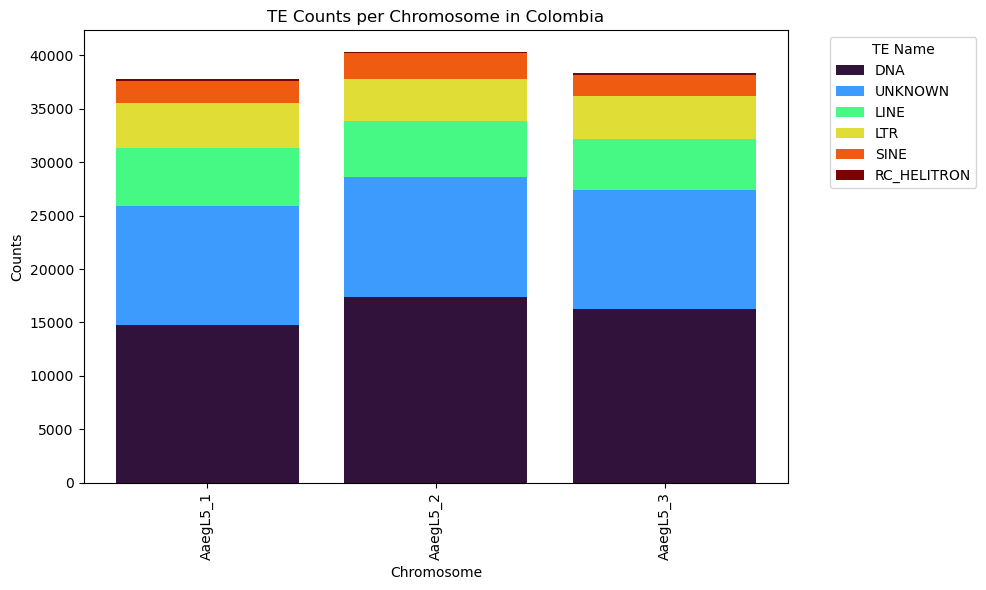 TE Counts per Chromosome in Colombia
Counts
40000
35000
30000
25000
20000
15000
10000
5000
0
AaegL5_1
AaegL5_2
AaegL5_3
Chromosome
TE Name
DNA
UNKNOWN
LINE
LTR
SINE
RC_HELITRON